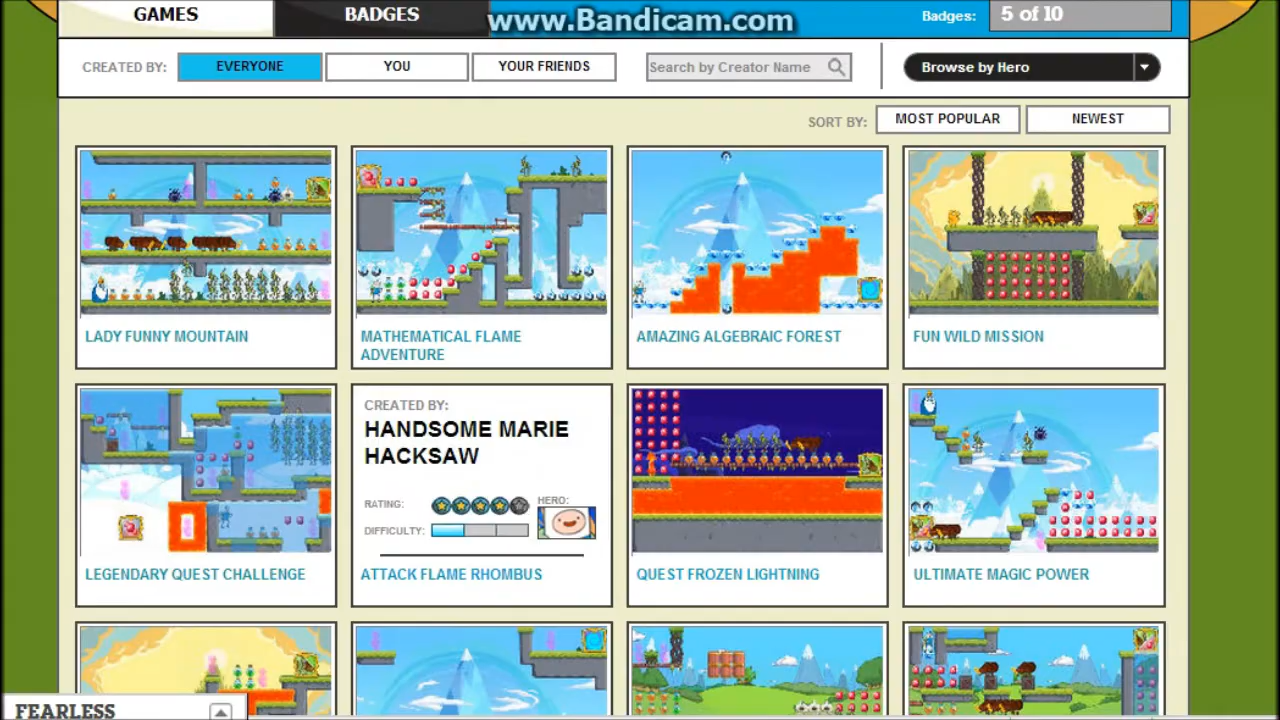 GAMES
BADGES
www.Bandicam.com
Badges:
5 of 10
CREATED BY:
EVERYONE
YOU
YOUR FRIENDS
Search by Creator Name
Browse by Hero
SORT BY:
MOST POPULAR
NEWEST
LADY FUNNY MOUNTAIN
MATHEMATICAL FLAME
ADVENTURE
AMAZING ALGEBRAIC FOREST
FUN WILD MISSION
LEGENDARY QUEST CHALLENGE
CREATED BY:
HANDSOME MARIE
HACKSAW
RATING:
HERO:
DIFFICULTY:
ATTACK FLAME RHOMBUS
QUEST FROZEN LIGHTNING
ULTIMATE MAGIC POWER
FEARLESS